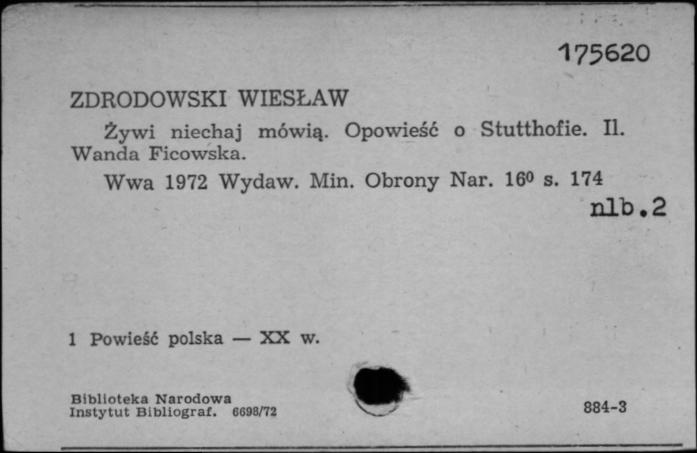 175620
ZDRODOWSKI WIESŁAW
Żywi niechaj mówią. Opowieść o Stutthofie. Il.
Wanda Ficowska.
Wwa 1972 Wydaw. Min. Obrony Nar. 16⁰ s. 174
nlb.2
1 Powieść polska — XX w.
Biblioteka Narodowa
Instytut Bibliograf. 6698/72
884-3